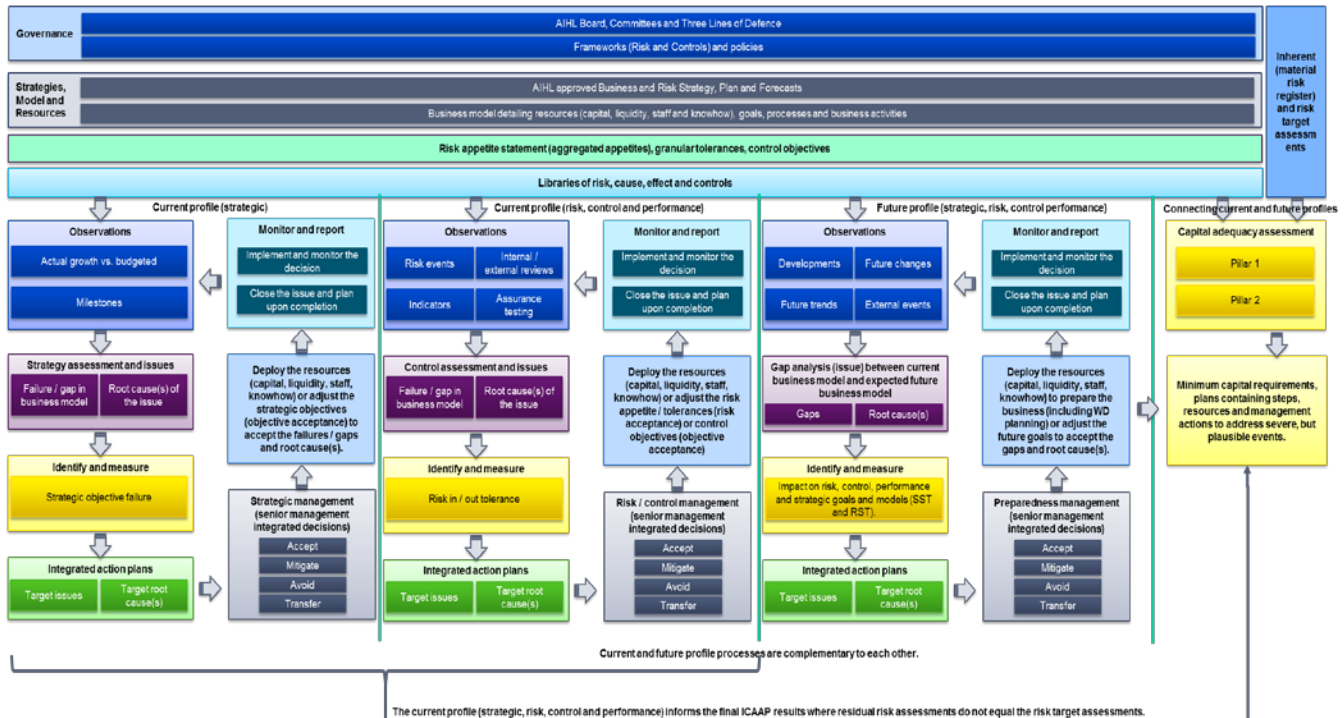 Governance
AIHL Board, Committees and Three Lines of Defence
Frameworks (Risk and Controls) and policies
Strategies,
Model and
Resources
AIHL approved Business and Risk Strategy, Plan and Forecasts
Business model detailing resources (capital, liquidity, staff and knowhow), goals, processes and business activities
Inherent
(material
risk
register)
and risk
target
assessm
ents
Risk appetite statement (aggregated appetites), granular tolerances, control objectives
Libraries of risk, cause, effect and controls
Current profile (strategic)
Observations
Actual growth vs. budgeted
Milestones
Strategy assessment and issues
Failure / gap in
business model
Root cause(s) of
the issue
Identify and measure
Strategic objective failure
Integrated action plans
Target issues
Target root
cause(s)
Monitor and report
Implement and monitor the
decision
Close the issue and plan
upon completion
Deploy the resources
(capital, liquidity, staff,
knowhow) or adjust the
strategic objectives
(objective acceptance) to
accept the failures / gaps
and root cause(s).
Strategic management
(senior management
integrated decisions)
Accept
Mitigate
Avoid
Transfer
Current profile (risk, control and performance)
Observations
Risk events
Internal /
external reviews
Indicators
Assurance
testing
Control assessment and issues
Failure / gap in
business model
Root cause(s) of
the issue
Identify and measure
Risk in / out tolerance
Integrated action plans
Target issues
Target root
cause(s)
Monitor and report
Implement and monitor the
decision
Close the issue and plan
upon completion
Deploy the resources
(capital, liquidity, staff,
knowhow) or adjust the risk
appetite / tolerances (risk
acceptance) or control
objectives (objective
acceptance)
Risk / control management
(senior management
integrated decisions)
Accept
Mitigate
Avoid
Transfer
Future profile (strategic, risk, control performance)
Observations
Developments
Future changes
Future trends
External events
Gap analysis (issue) between current
business model and expected future
business model
Gaps
Root cause(s)
Identify and measure
Impact on risk, control, performance
and strategic goals and models (SST
and RST).
Integrated action plans
Target issues
Target root
cause(s)
Monitor and report
Implement and monitor the
decision
Close the issue and plan
upon completion
Deploy the resources
(capital, liquidity, staff,
knowhow) to prepare the
business (including WD
planning) or adjust the
future goals to accept the
gaps and root cause(s).
Preparedness management
(senior management
integrated decisions)
Accept
Mitigate
Avoid
Transfer
Connecting current and future profiles
Capital adequacy assessment
Pillar 1
Pillar 2
Minimum capital requirements,
plans containing steps,
resources and management
actions to address severe, but
plausible events.
Current and future profile processes are complementary to each other.
The current profile (strategic, risk, control and performance) informs the final ICAAP results where residual risk assessments do not equal the risk target assessments.